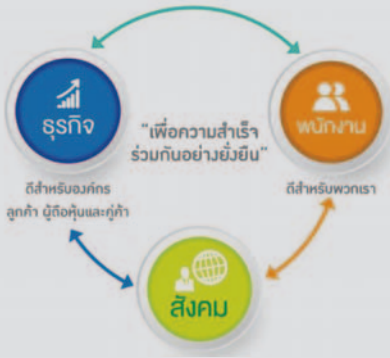 ธุรกิจ
พนักงาน
"เพื่อความสำเร็จ
ร่วมกันอย่างยั่งยืน"
ดีสำหรับองค์กร
ลูกค้า ผู้ถือหุ้นและคู่ค้า
ดีสำหรับพวกเรา
สังคม